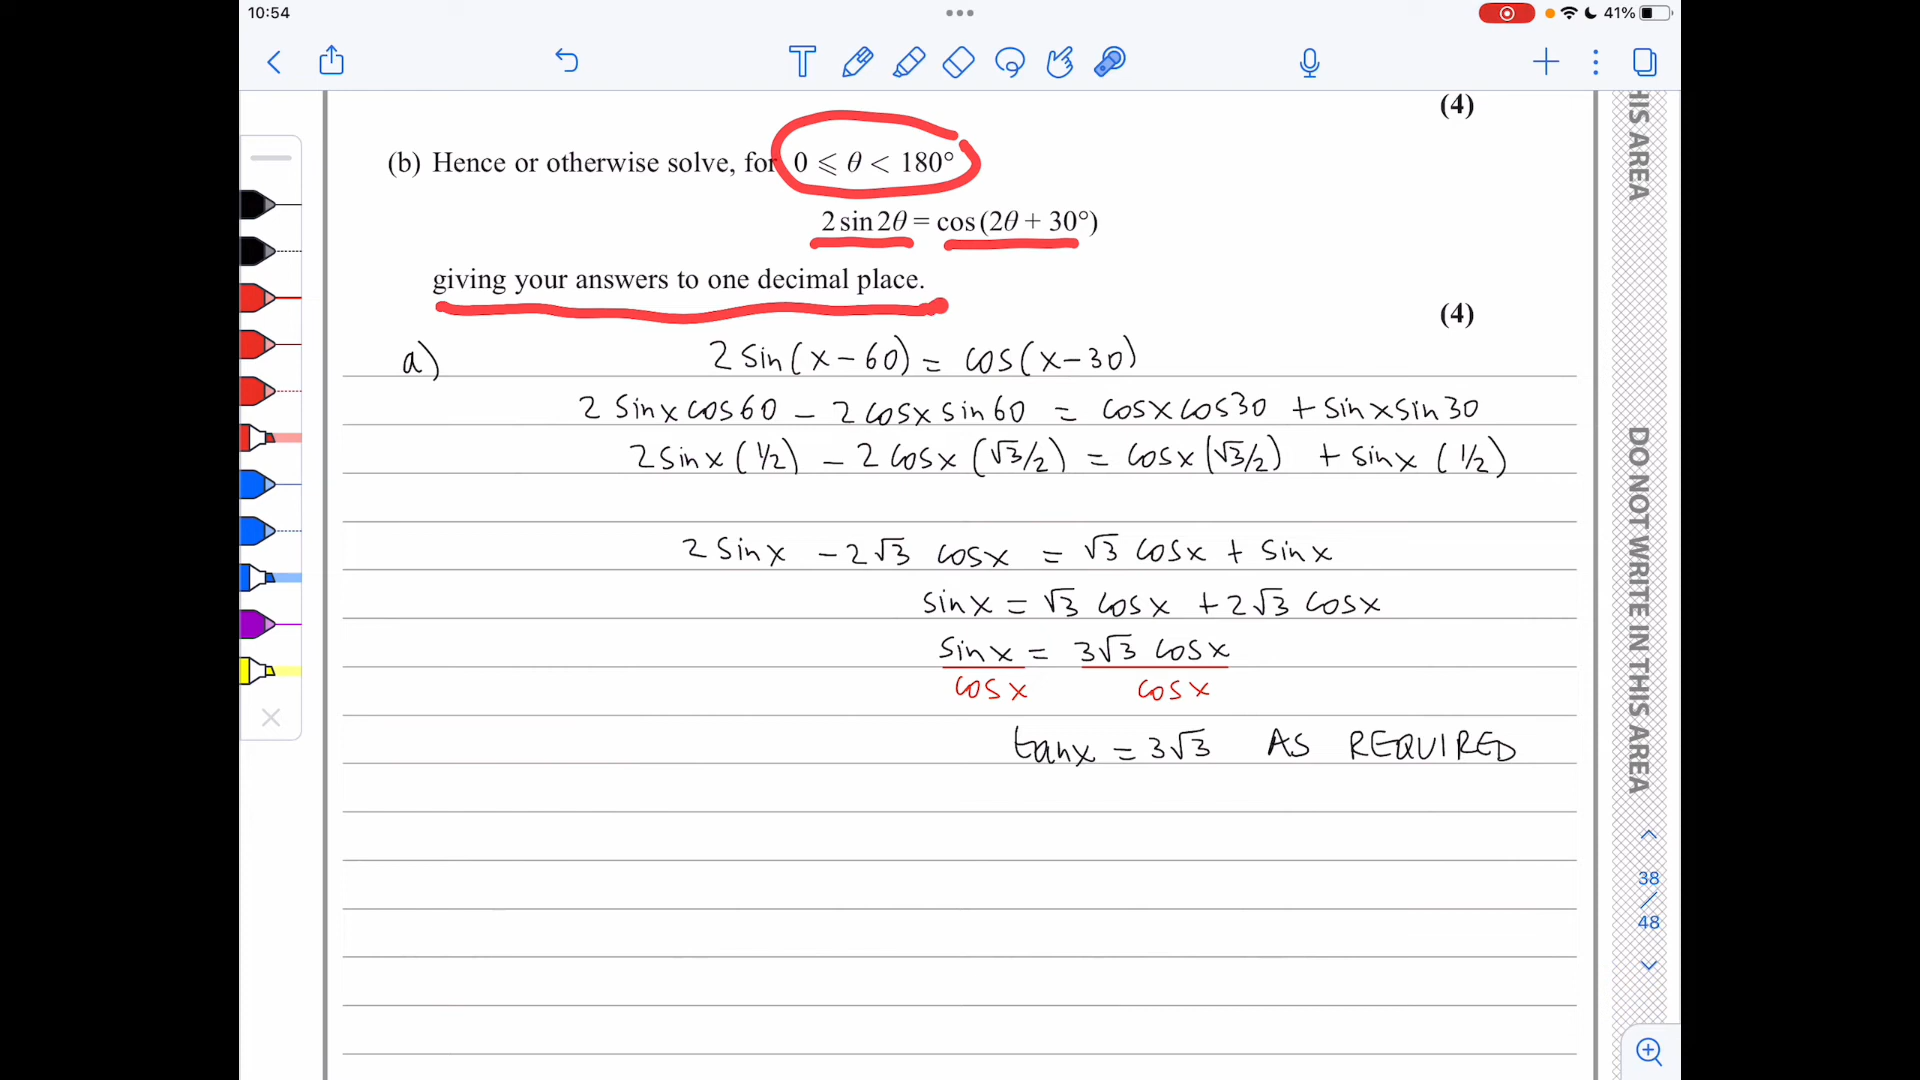 10:54
41%
(4)
(b) Hence or otherwise solve, for 0 ⩽ θ < 180°
2 sin 2θ = cos (2θ + 30°)
giving your answers to one decimal place.
(4)
a) 2 Sin(x - 60) = cos(x - 30)
2 Sinx cos60 - 2 cosx sin60 = cosx cos30 + sinx sin30
2 Sinx (1/2) - 2 cosx (√3/2) = cosx (√3/2) + sinx (1/2)
2 Sinx - 2√3 cosx = √3 cosx + sinx
sinx = √3 cosx + 2√3 cosx
sinx = 3√3 cosx
cosx cosx
tanx = 3√3 AS REQUIRED
HIS AREA
DO NOT WRITE IN THIS AREA
38
/
48